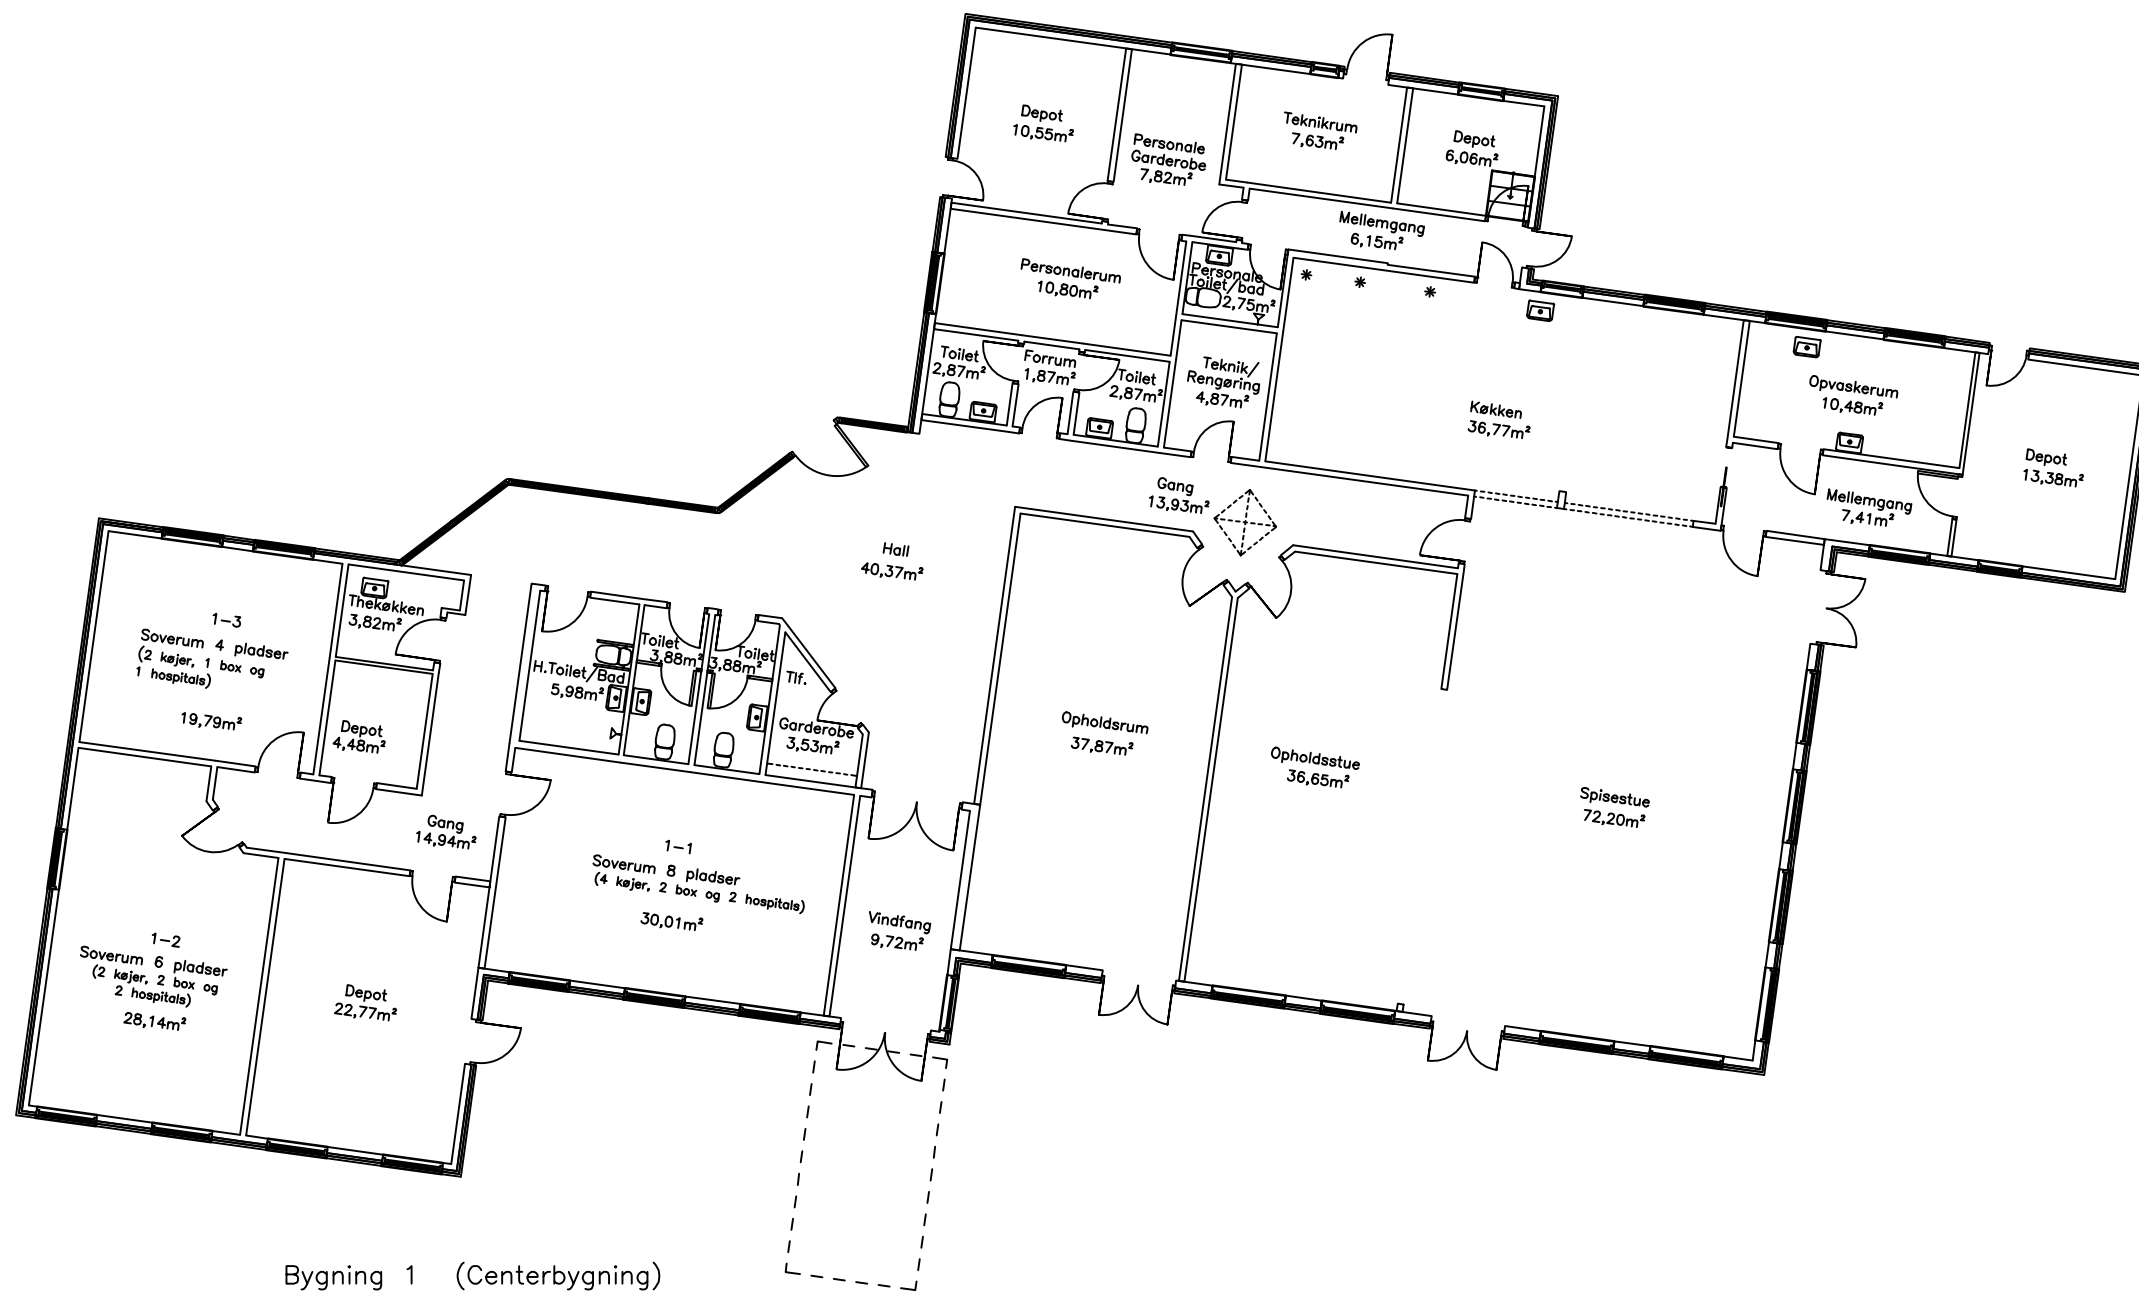 Depot
10,55m²
Personale
Garderobe
7,82m²
Teknikrum
7,63m²
Depot
6,06m²
Mellemgang
6,15m²
Personalerum
10,80m²
Personale
Toilet/bad
2,75m²
Toilet
2,87m²
Forrum
1,87m²
Toilet
2,87m²
Teknik/
Rengøring
4,87m²
Køkken
36,77m²
Opvaskerum
10,48m²
Depot
13,38m²
Mellemgang
7,41m²
Gang
13,93m²
Hall
40,37m²
1-3
Soverum 4 pladser
(2 køjer, 1 box og
1 hospitals)
19,79m²
Thekøkken
3,82m²
Depot
4,48m²
H.Toilet/Bad
5,98m²
Toilet
3,88m²
Toilet
3,88m²
Tlf.
Garderobe
3,53m²
Opholdsrum
37,87m²
Opholdsstue
36,65m²
Spisestue
72,20m²
Gang
14,94m²
1-1
Soverum 8 pladser
(4 køjer, 2 box og 2 hospitals)
30,01m²
Vindfang
9,72m²
1-2
Soverum 6 pladser
(2 køjer, 2 box og
2 hospitals)
28,14m²
Depot
22,77m²
Bygning 1 (Centerbygning)